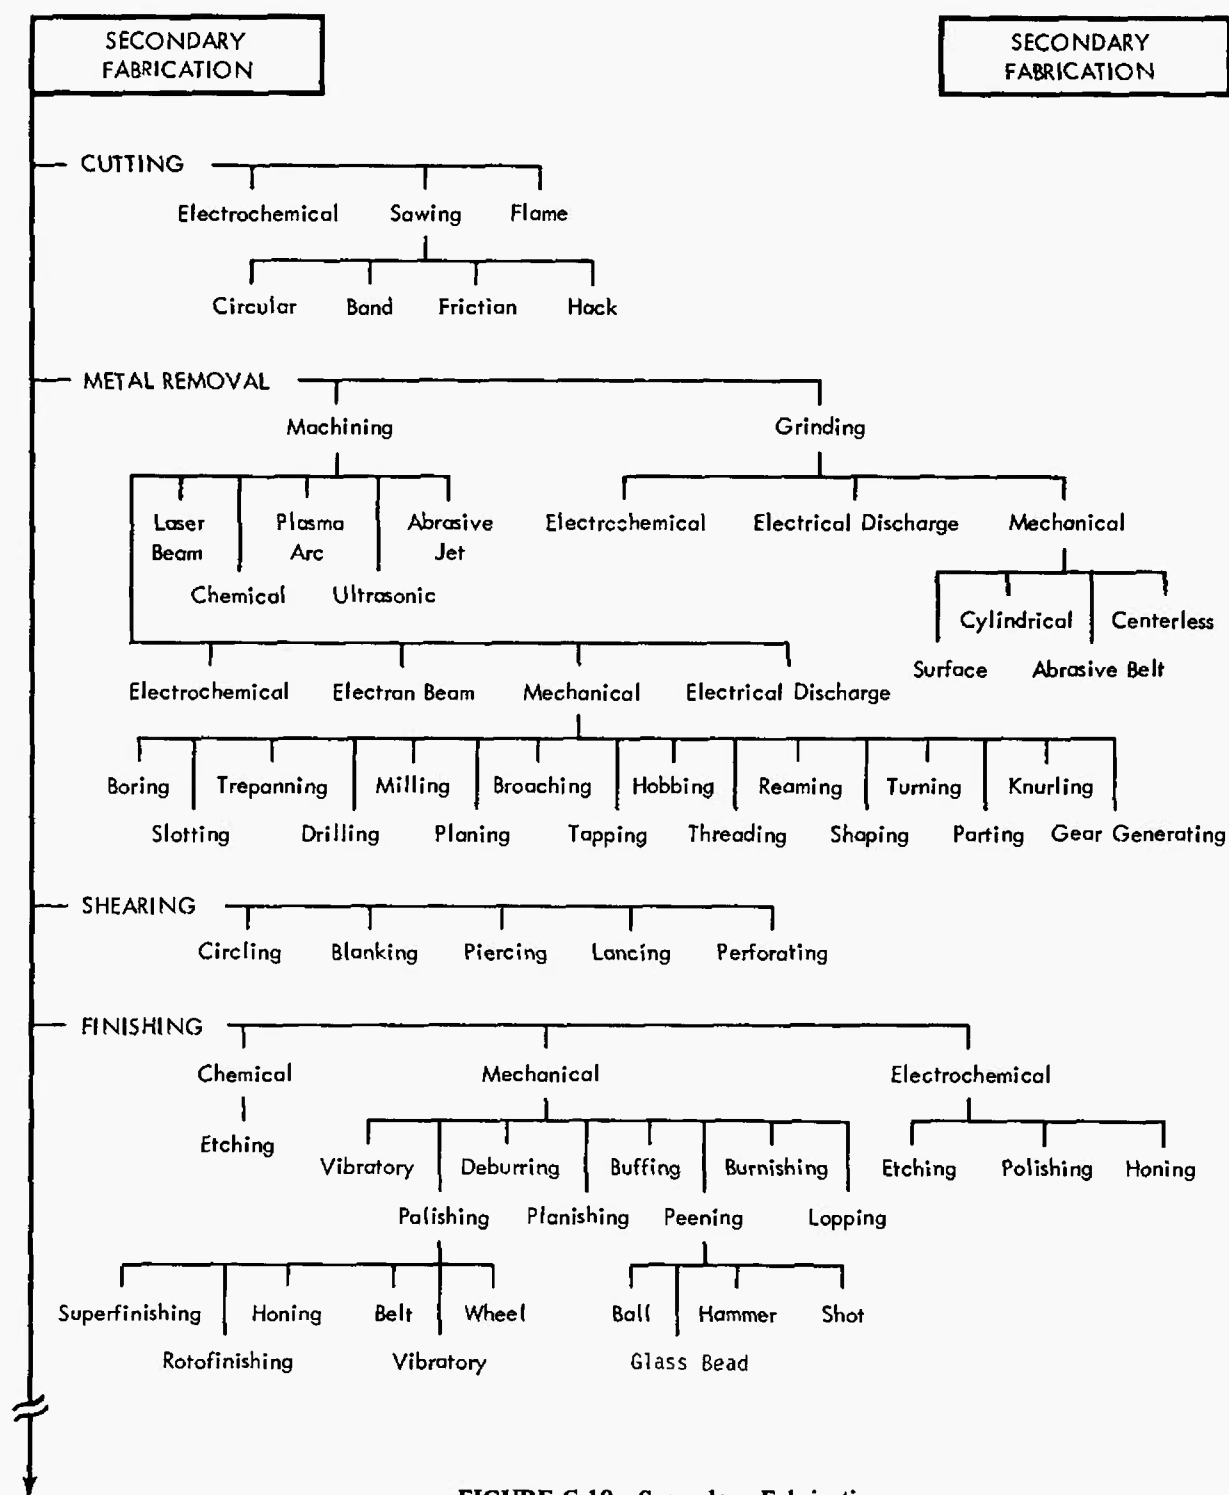 SECONDARY
FABRICATION
SECONDARY
FABRICATION
CUTTING
Electrochemical Sawing Flame
Circular Band Frictian Hack
METAL REMOVAL
Machining Grinding
Laser Plasma Abrasive Electrochemical Electrical Discharge Mechanical
Beam Arc Jet
Chemical Ultrasonic
Cylindrical Centerless
Surface Abrasive Belt
Electrochemical Electran Beam Mechanical Electrical Discharge
Boring Trepanning Milling Broaching Hobbing Reaming Turning Knurling
Slotting Drilling Planing Tapping Threading Shaping Parting Gear Generating
SHEARING
Circling Blanking Piercing Lancing Perforating
FINISHING
Chemical Mechanical Electrochemical
Etching
Vibratory Deburring Buffing Burnishing Etching Polishing Honing
Palishing Planishing Peening Lopping
Superfinishing Honing Belt Wheel Ball Hammer Shot
Rotofinishing Vibratory Glass Bead